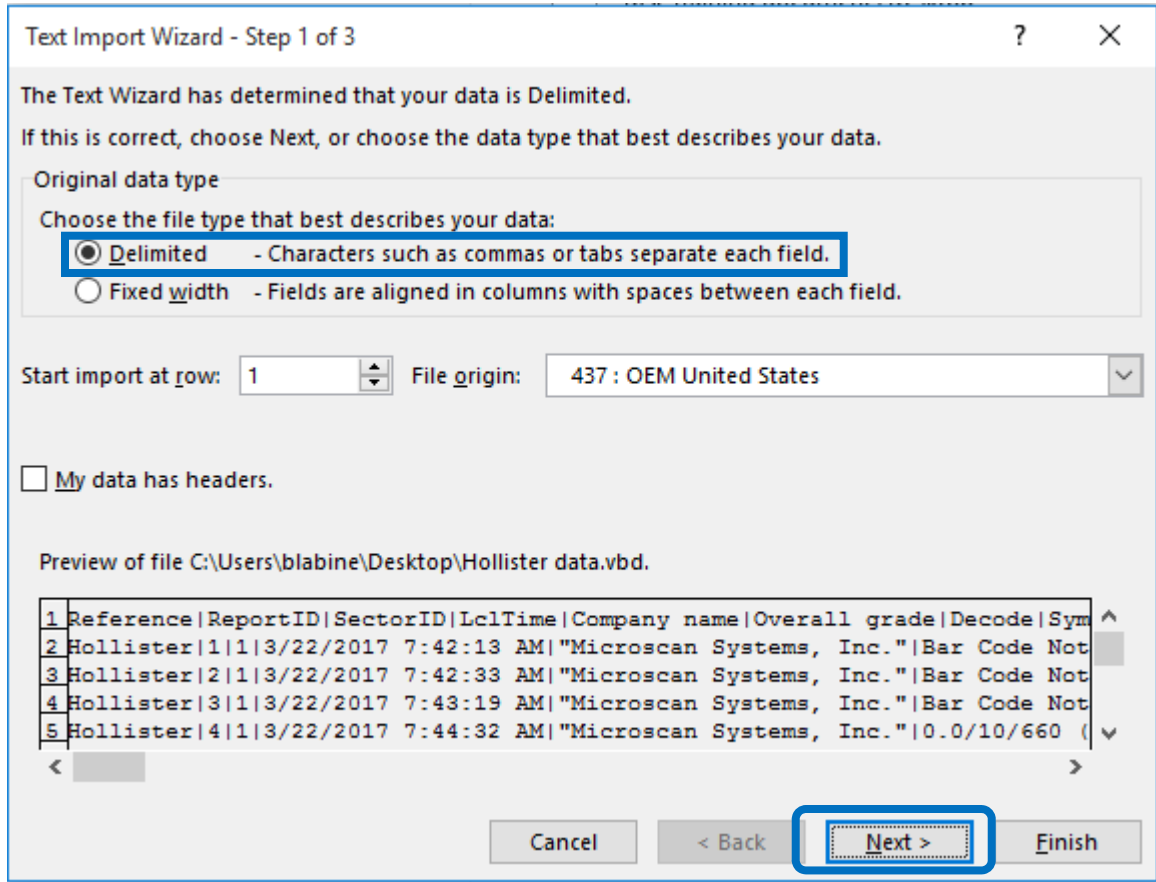 Text Import Wizard - Step 1 of 3 ?
The Text Wizard has determined that your data is Delimited.
If this is correct, choose Next, or choose the data type that best describes your data.
Original data type
Choose the file type that best describes your data:
Delimited - Characters such as commas or tabs separate each field.
Fixed width - Fields are aligned in columns with spaces between each field.
Start import at row: 1 File origin: 437 : OEM United States
My data has headers.
Preview of file C:\Users\blabine\Desktop\Hollister data.vbd.
1 Reference|ReportID|SectorID|LclTime|Company name|Overall grade|Decode|Sym
2 Hollister|1|1|3/22/2017 7:42:13 AM|"Microscan Systems, Inc."|Bar Code Not
3 Hollister|2|1|3/22/2017 7:42:33 AM|"Microscan Systems, Inc."|Bar Code Not
4 Hollister|3|1|3/22/2017 7:43:19 AM|"Microscan Systems, Inc."|Bar Code Not
5 Hollister|4|1|3/22/2017 7:44:32 AM|"Microscan Systems, Inc."|0.0/10/660 (
Cancel < Back Next > Finish